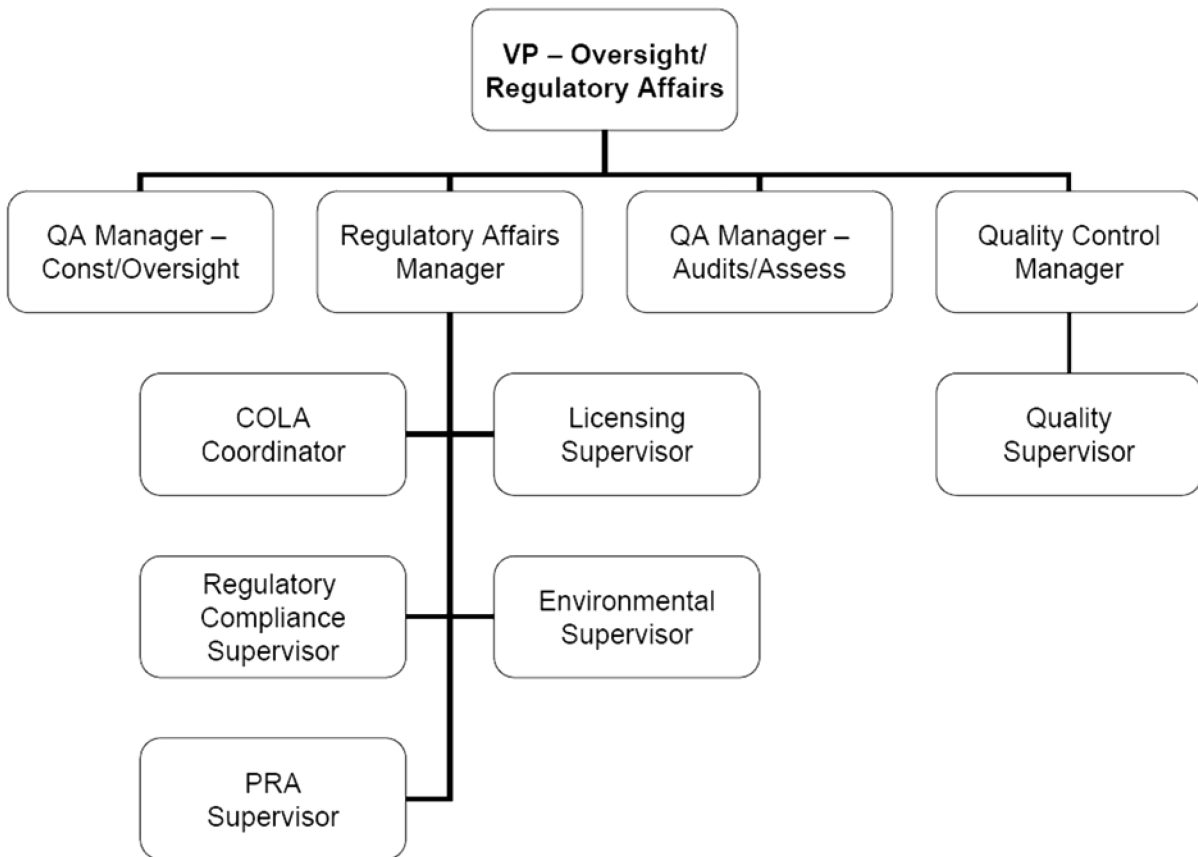 VP – Oversight/
Regulatory Affairs
QA Manager –
Const/Oversight
Regulatory Affairs
Manager
QA Manager –
Audits/Assess
Quality Control
Manager
COLA
Coordinator
Licensing
Supervisor
Quality
Supervisor
Regulatory
Compliance
Supervisor
Environmental
Supervisor
PRA
Supervisor